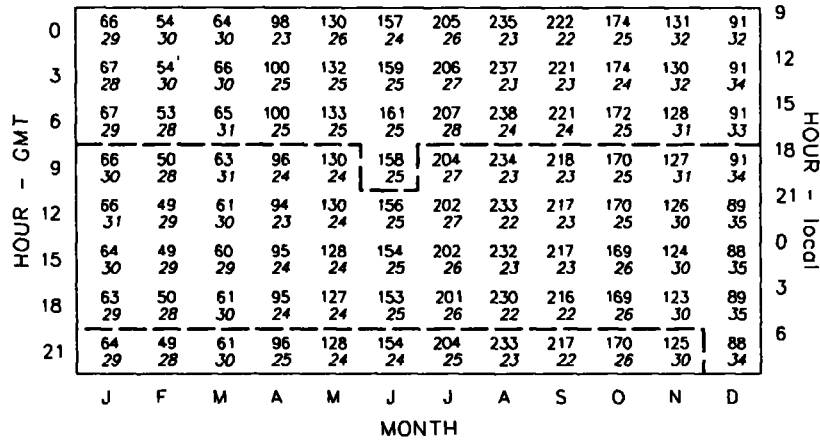 0 66 54 64 98 130 157 205 235 222 174 131 91 9
29 30 30 23 26 24 26 23 22 25 32 32
3 67 54 66 100 132 159 206 237 221 174 130 91 12
28 30 30 25 25 25 27 23 23 24 32 34
6 67 53 65 100 133 161 207 238 221 172 128 91 15
29 28 31 25 25 25 28 24 24 25 31 33
9 66 50 63 96 130 158 204 234 218 170 127 91 18
30 28 31 24 24 25 27 23 23 25 31 34
12 66 49 61 94 130 156 202 233 217 170 126 89 21
31 29 30 23 24 25 27 22 23 25 30 35
15 64 49 60 95 128 154 202 232 217 169 124 88 0
30 29 29 24 24 25 26 23 23 26 30 35
18 63 50 61 95 127 153 201 230 216 169 123 89 3
29 28 30 24 24 25 26 22 22 26 30 35
21 64 49 61 96 128 154 204 233 217 170 125 88 6
29 28 30 25 24 24 25 23 22 26 30 34
J F M A M J J A S O N D
MONTH
HOUR - GMT
HOUR - local